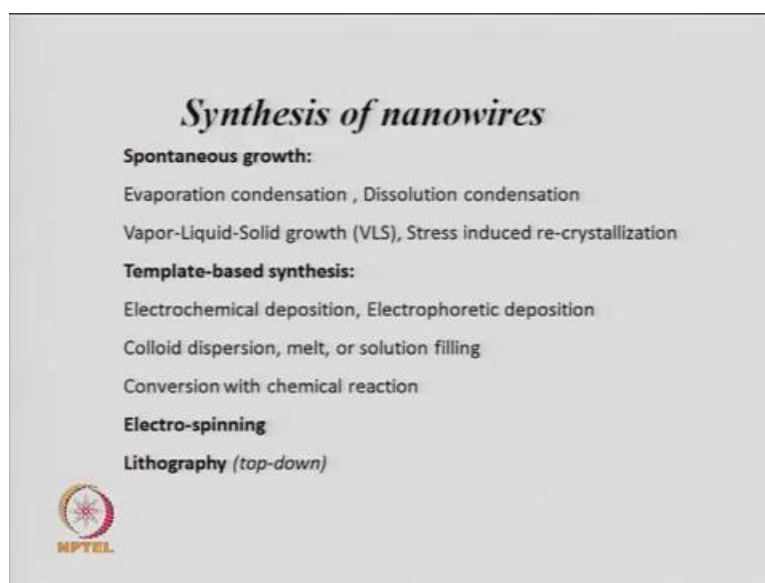 Synthesis of nanowires
Spontaneous growth:
Evaporation condensation , Dissolution condensation
Vapor-Liquid-Solid growth (VLS), Stress induced re-crystallization
Template-based synthesis:
Electrochemical deposition, Electrophoretic deposition
Colloid dispersion, melt, or solution filling
Conversion with chemical reaction
Electro-spinning
Lithography (top-down)
NPTEL